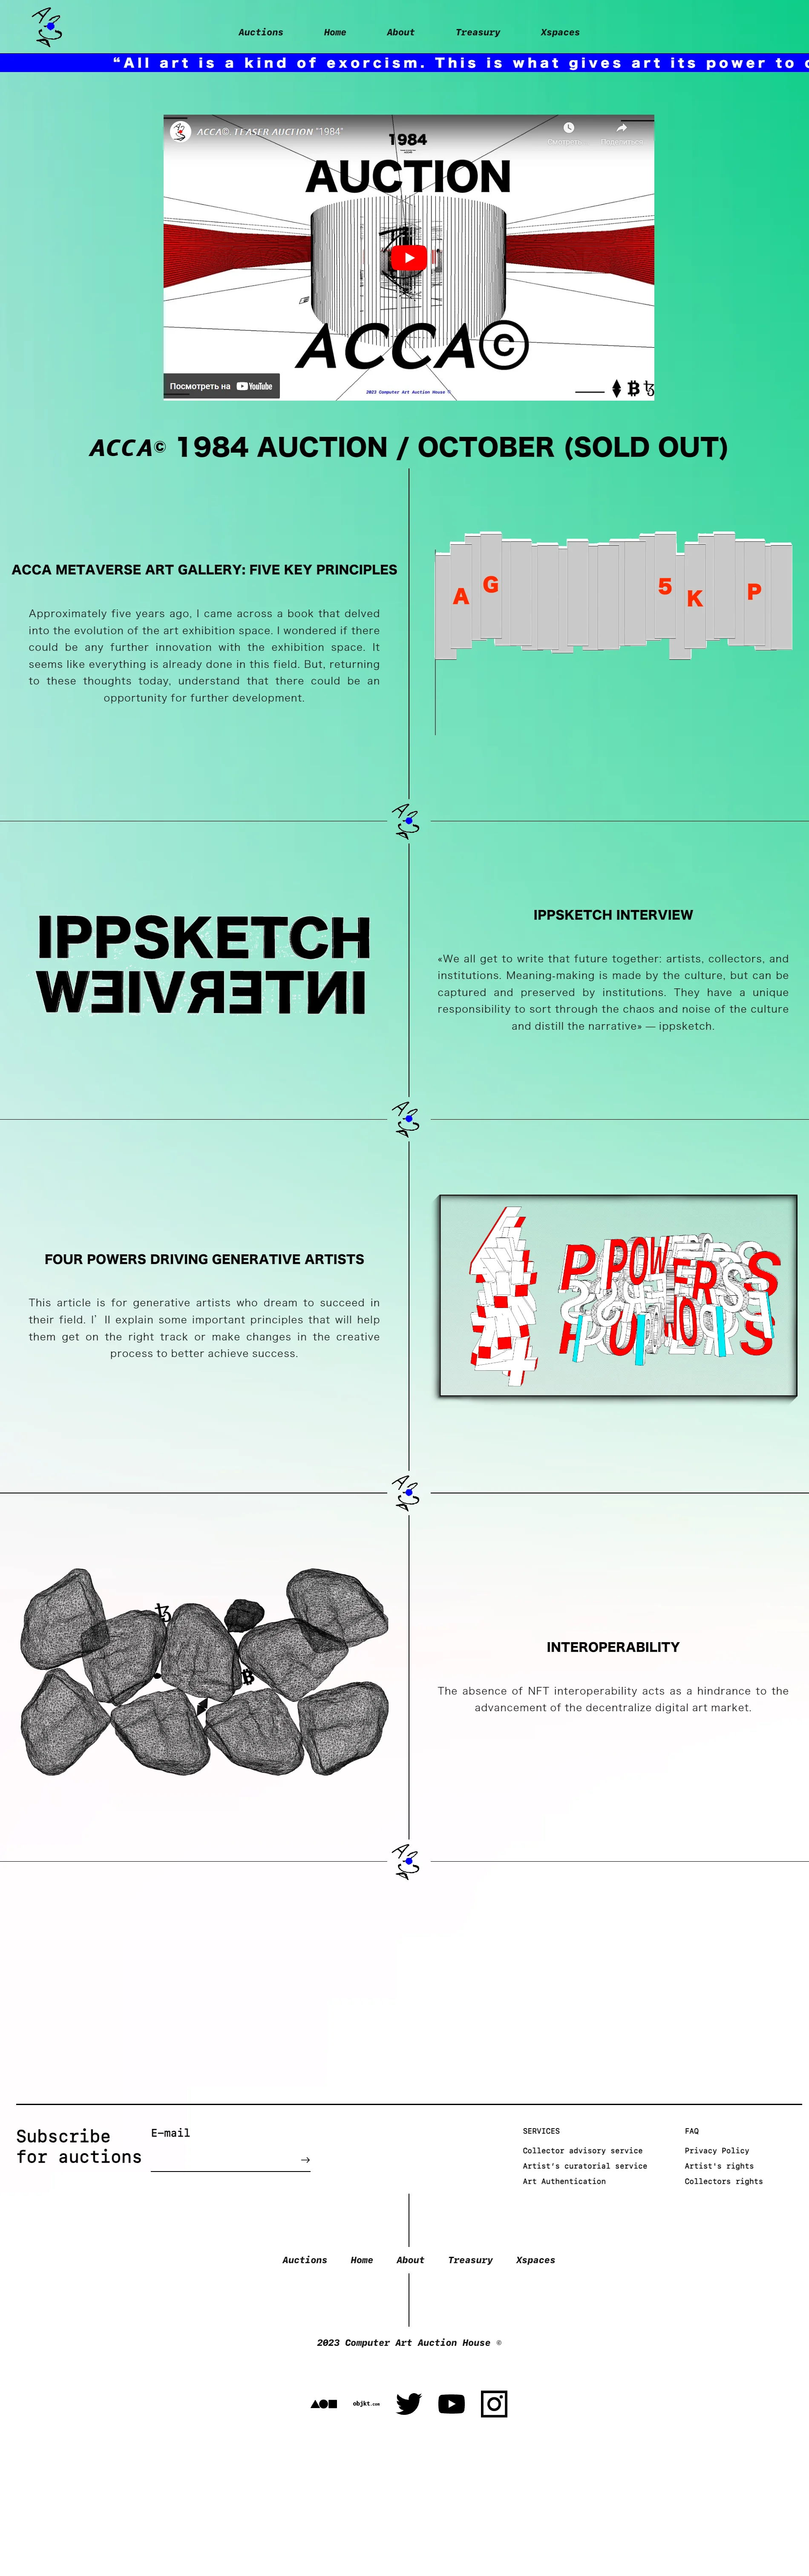 Auctions Home About Treasury Xspaces
“All art is a kind of exorcism. This is what gives art its power to
ACCA©. TEASER AUCTION "1984"
1984
AUCTION
ACCA©
Посмотреть на YouTube
2023 Computer Art Auction House ©
ACCA© 1984 AUCTION / OCTOBER (SOLD OUT)
ACCA METAVERSE ART GALLERY: FIVE KEY PRINCIPLES
Approximately five years ago, I came across a book that delved
into the evolution of the art exhibition space. I wondered if there
could be any further innovation with the exhibition space. It
seems like everything is already done in this field. But, returning
to these thoughts today, understand that there could be an
opportunity for further development.
A G 5 K P
IPPSKETCH
INTERVIEW
IPPSKETCH INTERVIEW
«We all get to write that future together: artists, collectors, and
institutions. Meaning-making is made by the culture, but can be
captured and preserved by institutions. They have a unique
responsibility to sort through the chaos and noise of the culture
and distill the narrative» — ippsketch.
FOUR POWERS DRIVING GENERATIVE ARTISTS
This article is for generative artists who dream to succeed in
their field. I'll explain some important principles that will help
them get on the right track or make changes in the creative
process to better achieve success.
4 POWERS
INTEROPERABILITY
The absence of NFT interoperability acts as a hindrance to the
advancement of the decentralize digital art market.
Subscribe
for auctions
E-mail
→
SERVICES
Collector advisory service
Artist's curatorial service
Art Authentication
FAQ
Privacy Policy
Artist's rights
Collectors rights
Auctions Home About Treasury Xspaces
2023 Computer Art Auction House ©
objkt.com